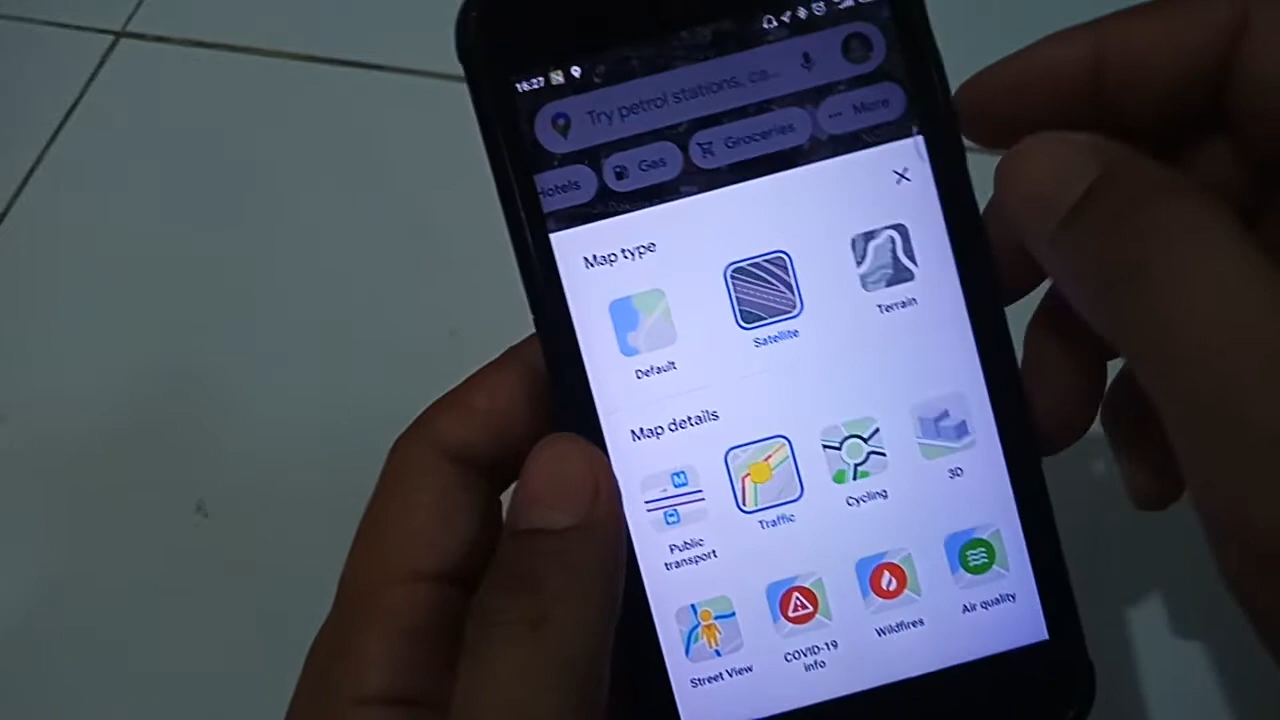 16:27
Try petrol stations, ca...
Hotels
Gas
Groceries
More
Map type
Default
Satellite
Terrain
Map details
Public
transport
Traffic
Cycling
3D
Street View
COVID-19
info
Wildfires
Air quality